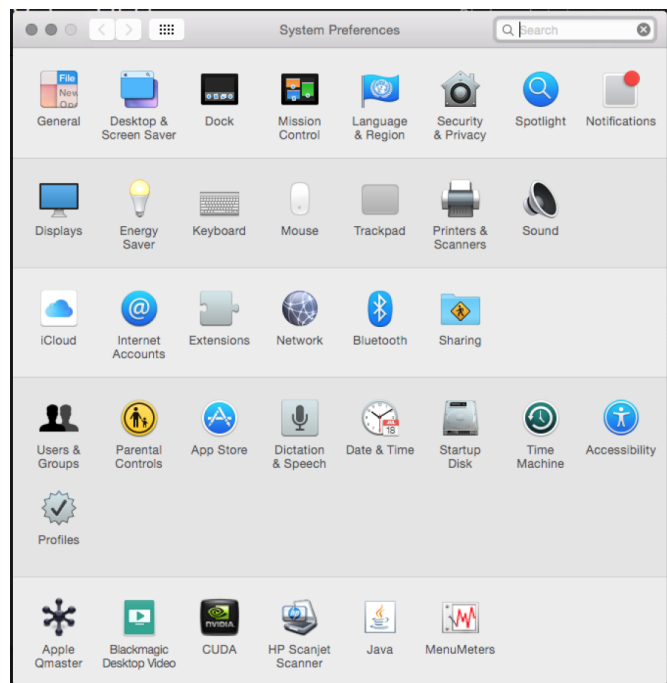 System Preferences
Search
File
New
General
Desktop &
Screen Saver
Dock
Mission
Control
Language
& Region
Security
& Privacy
Spotlight
Notifications
Displays
Energy
Saver
Keyboard
Mouse
Trackpad
Printers &
Scanners
Sound
iCloud
@
Internet
Accounts
Extensions
Network
Bluetooth
Sharing
18
Users &
Groups
Parental
Controls
App Store
Dictation
& Speech
Date & Time
Startup
Disk
Time
Machine
Accessibility
Profiles
NVIDIA
Apple
Qmaster
Blackmagic
Desktop Video
CUDA
HP Scanjet
Scanner
Java
MenuMeters